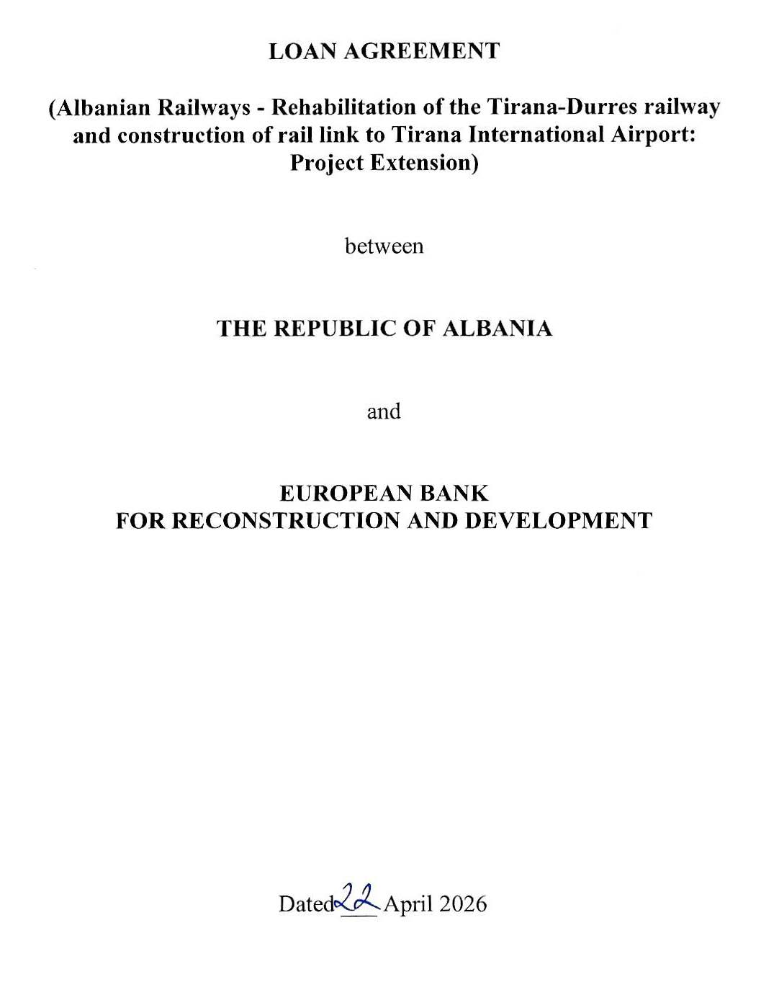 LOAN AGREEMENT
(Albanian Railways - Rehabilitation of the Tirana-Durres railway
and construction of rail link to Tirana International Airport:
Project Extension)
between
THE REPUBLIC OF ALBANIA
and
EUROPEAN BANK
FOR RECONSTRUCTION AND DEVELOPMENT
Dated 22 April 2026